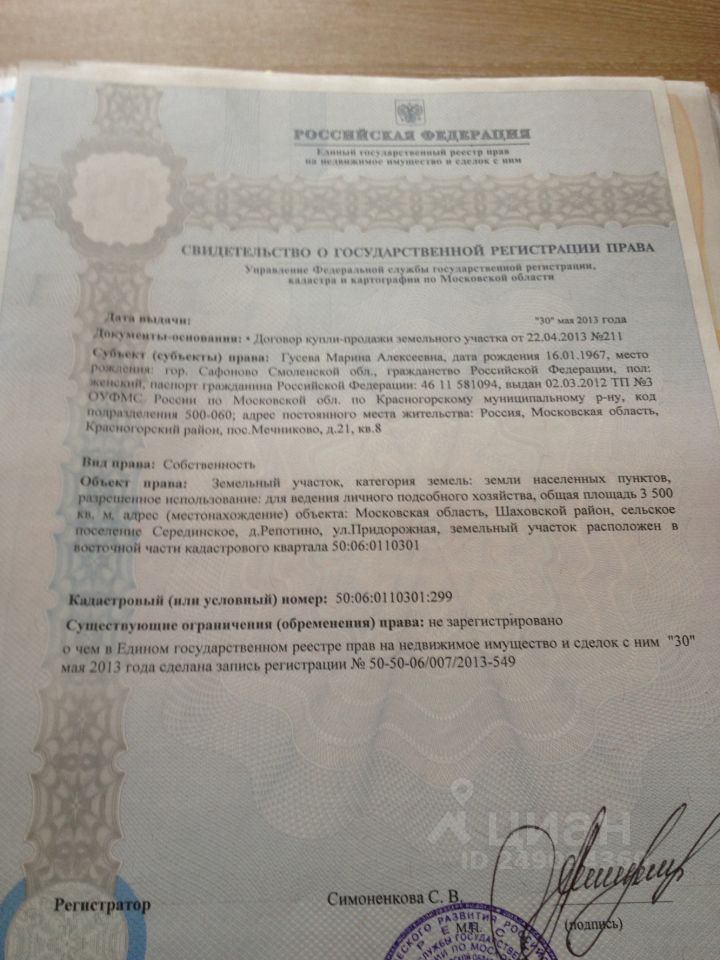 РОССИЙСКАЯ ФЕДЕРАЦИЯ
Единый государственный реестр прав
на недвижимое имущество и сделок с ним
СВИДЕТЕЛЬСТВО О ГОСУДАРСТВЕННОЙ РЕГИСТРАЦИИ ПРАВА
Управление Федеральной службы государственной регистрации,
кадастра и картографии по Московской области
Дата выдачи: "30" мая 2013 года
Документы-основания: • Договор купли-продажи земельного участка от 22.04.2013 №211
Субъект (субъекты) права: Гусева Марина Алексеевна, дата рождения 16.01.1967, место
рождения: гор. Сафоново Смоленской обл., гражданство Российской Федерации, пол:
женский, паспорт гражданина Российской Федерации: 46 11 581094, выдан 02.03.2012 ТП №3
ОУФМС России по Московской обл. по Красногорскому муниципальному р-ну, код
подразделения 500-060; адрес постоянного места жительства: Россия, Московская область,
Красногорский район, пос.Мечниково, д.21, кв.8
Вид права: Собственность
Объект права: Земельный участок, категория земель: земли населенных пунктов,
разрешенное использование: для ведения личного подсобного хозяйства, общая площадь 3 500
кв. м, адрес (местонахождение) объекта: Московская область, Шаховской район, сельское
поселение Серединское, д.Репотино, ул.Придорожная, земельный участок расположен в
восточной части кадастрового квартала 50:06:0110301
Кадастровый (или условный) номер: 50:06:0110301:299
Существующие ограничения (обременения) права: не зарегистрировано
о чем в Едином государственном реестре прав на недвижимое имущество и сделок с ним "30"
мая 2013 года сделана запись регистрации № 50-50-06/007/2013-549
циан
ID
Регистратор Симоненкова С. В.
М.П. (подпись)